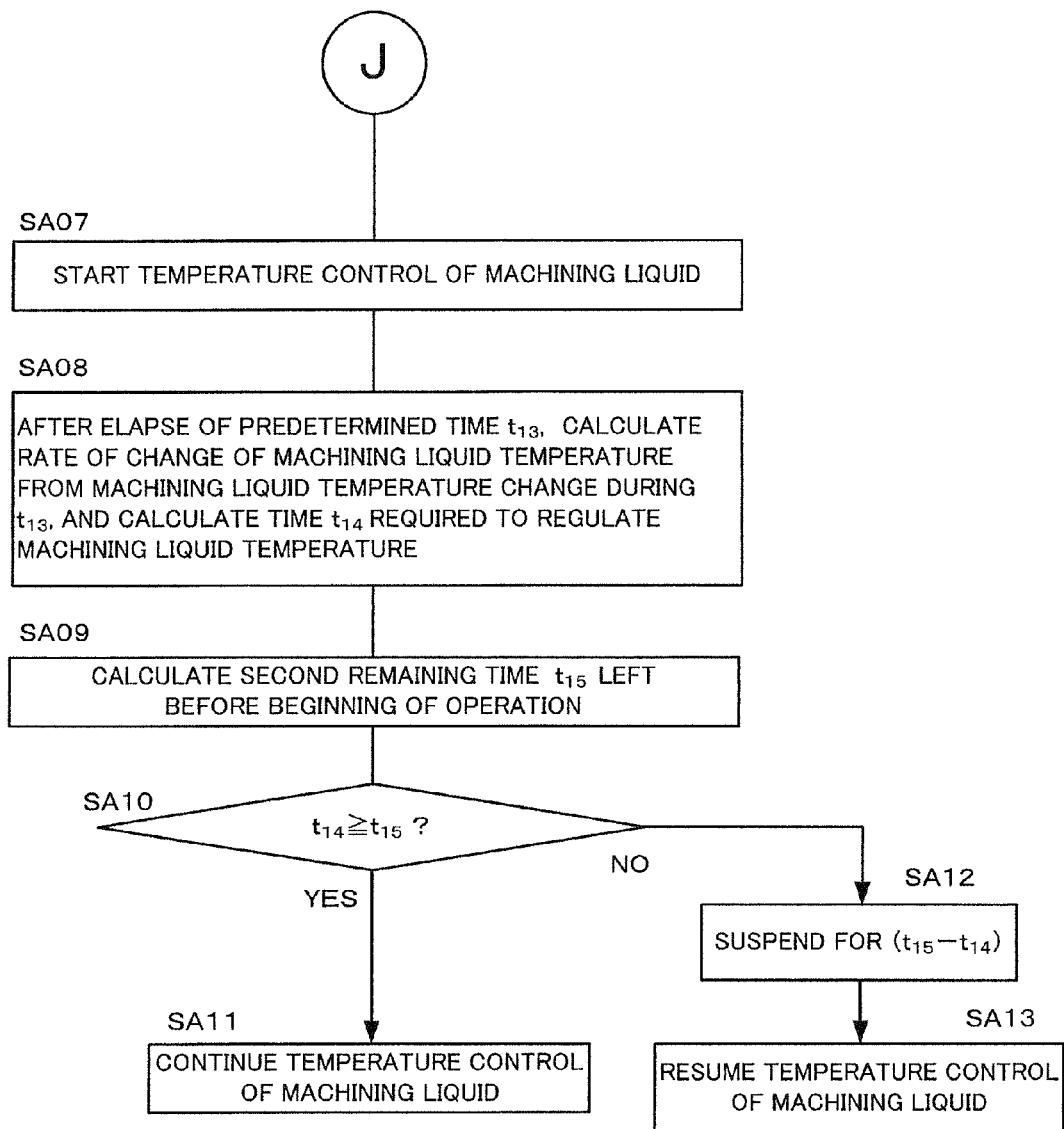 J
SA07
START TEMPERATURE CONTROL OF MACHINING LIQUID
SA08
AFTER ELAPSE OF PREDETERMINED TIME t₁₃, CALCULATE
RATE OF CHANGE OF MACHINING LIQUID TEMPERATURE
FROM MACHINING LIQUID TEMPERATURE CHANGE DURING
t₁₃, AND CALCULATE TIME t₁₄ REQUIRED TO REGULATE
MACHINING LIQUID TEMPERATURE
SA09
CALCULATE SECOND REMAINING TIME t₁₅ LEFT
BEFORE BEGINNING OF OPERATION
SA10
t₁₄≧t₁₅ ?
NO
YES
SA12
SUSPEND FOR (t₁₅−t₁₄)
SA11
CONTINUE TEMPERATURE CONTROL
OF MACHINING LIQUID
SA13
RESUME TEMPERATURE CONTROL
OF MACHINING LIQUID